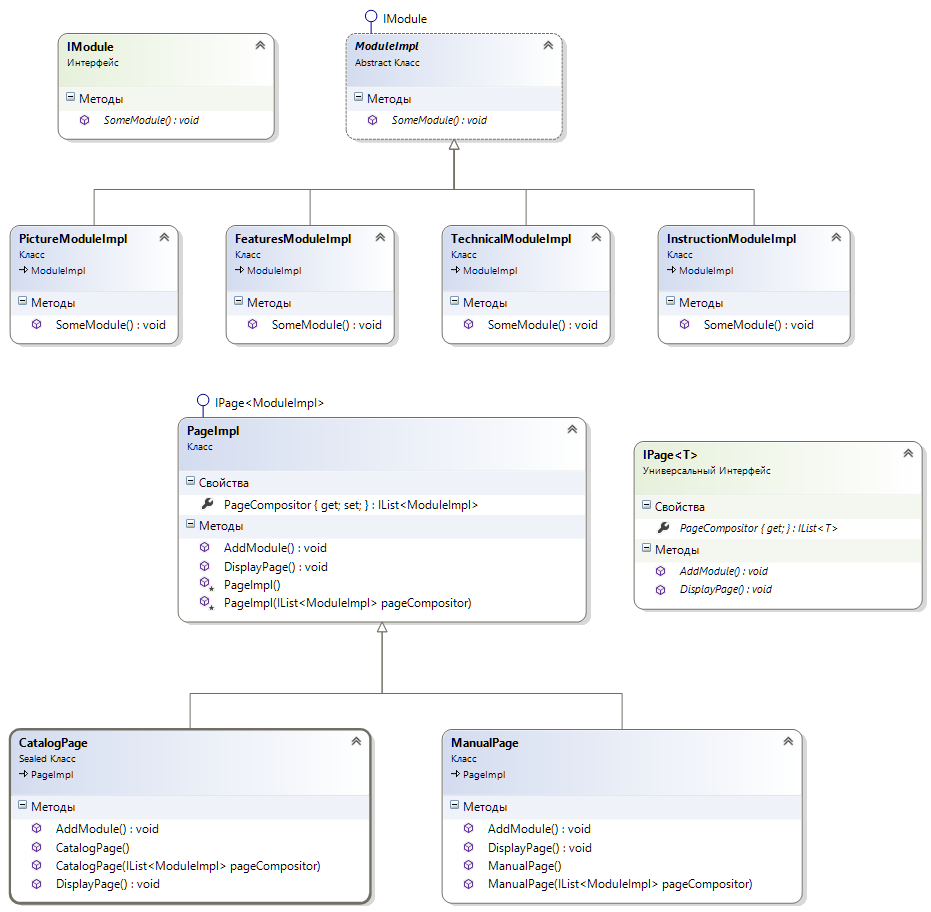 IModule
IModule
Интерфейс
Методы
SomeModule() : void
ModuleImpl
Abstract Класс
Методы
SomeModule() : void
PictureModuleImpl
Класс
ModuleImpl
Методы
SomeModule() : void
FeaturesModuleImpl
Класс
ModuleImpl
Методы
SomeModule() : void
TechnicalModuleImpl
Класс
ModuleImpl
Методы
SomeModule() : void
InstructionModuleImpl
Класс
ModuleImpl
Методы
SomeModule() : void
IPage<ModuleImpl>
PageImpl
Класс
Свойства
PageCompositor { get; set; } : IList<ModuleImpl>
Методы
AddModule() : void
DisplayPage() : void
PageImpl()
PageImpl(IList<ModuleImpl> pageCompositor)
IPage<T>
Универсальный Интерфейс
Свойства
PageCompositor { get; } : IList<T>
Методы
AddModule() : void
DisplayPage() : void
CatalogPage
Sealed Класс
PageImpl
Методы
AddModule() : void
CatalogPage()
CatalogPage(IList<ModuleImpl> pageCompositor)
DisplayPage() : void
ManualPage
Класс
PageImpl
Методы
AddModule() : void
DisplayPage() : void
ManualPage()
ManualPage(IList<ModuleImpl> pageCompositor)